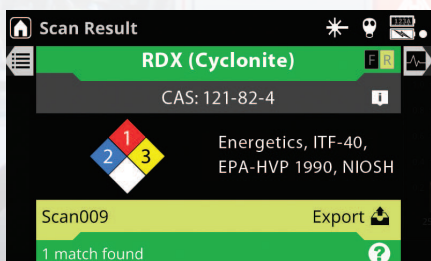 Scan Result
RDX (Cyclonite)
F R
CAS: 121-82-4
i
1
2 3
Energetics, ITF-40,
EPA-HVP 1990, NIOSH
Scan009 Export
1 match found ?